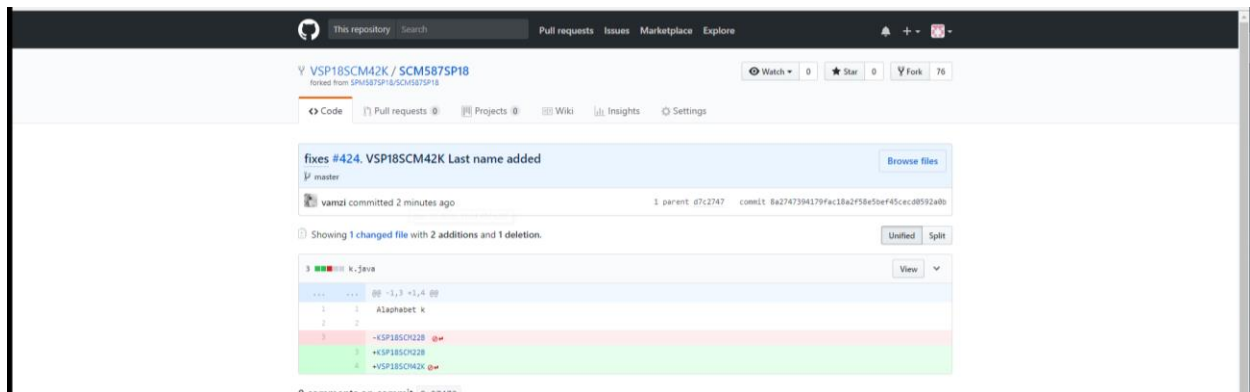 This repository Search Pull requests Issues Marketplace Explore
VSP18SCM42K / SCM587SP18 Watch 0 Star 0 Fork 76
forked from SPM587SP18/SCM587SP18
Code Pull requests 0 Projects 0 Wiki Insights Settings
fixes #424. VSP18SCM42K Last name added Browse files
master
vamzi committed 2 minutes ago 1 parent d7c2747 commit 8a2747394179fac18a2f58e5bef45cecd0592a0b
Showing 1 changed file with 2 additions and 1 deletion. Unified Split
3 k.java View
... ... @@ -1,3 +1,4 @@
1 1 Alaphabet k
2 2
3 -KSP18SCM22B
3 +KSP18SCM22B
4 +VSP18SCM42K
0 comments on commit